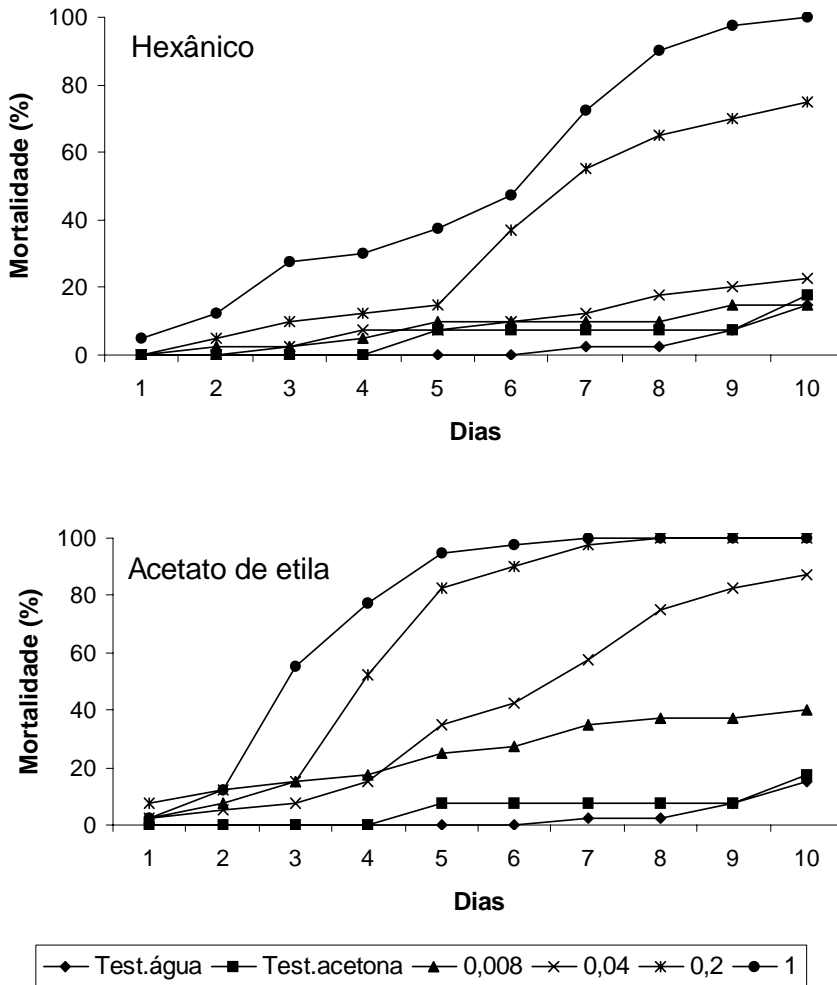 Hexânico
Mortalidade (%)
100
80
60
40
20
0
1 2 3 4 5 6 7 8 9 10
Dias
Acetato de etila
Mortalidade (%)
100
80
60
40
20
0
1 2 3 4 5 6 7 8 9 10
Dias
Test.água Test.acetona 0,008 0,04 0,2 1